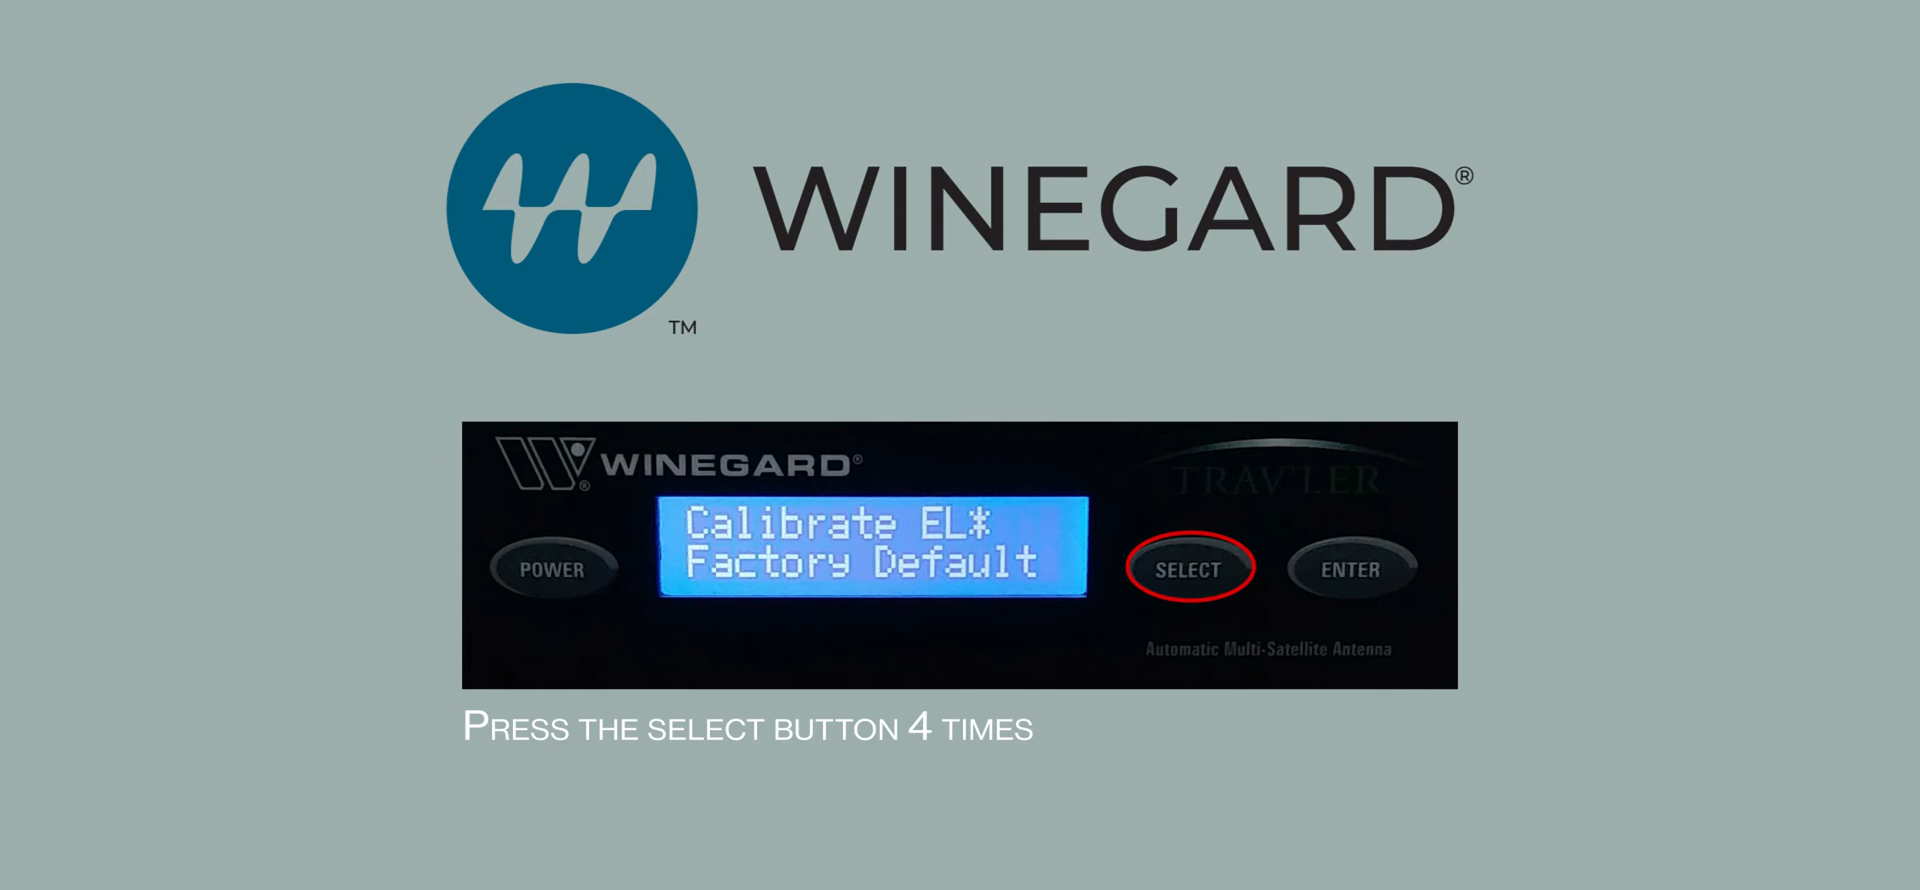 WINEGARD®
TM
WINEGARD®
TRAV'LER
Calibrate EL*
Factory Default
POWER
SELECT
ENTER
Automatic Multi-Satellite Antenna
PRESS THE SELECT BUTTON 4 TIMES